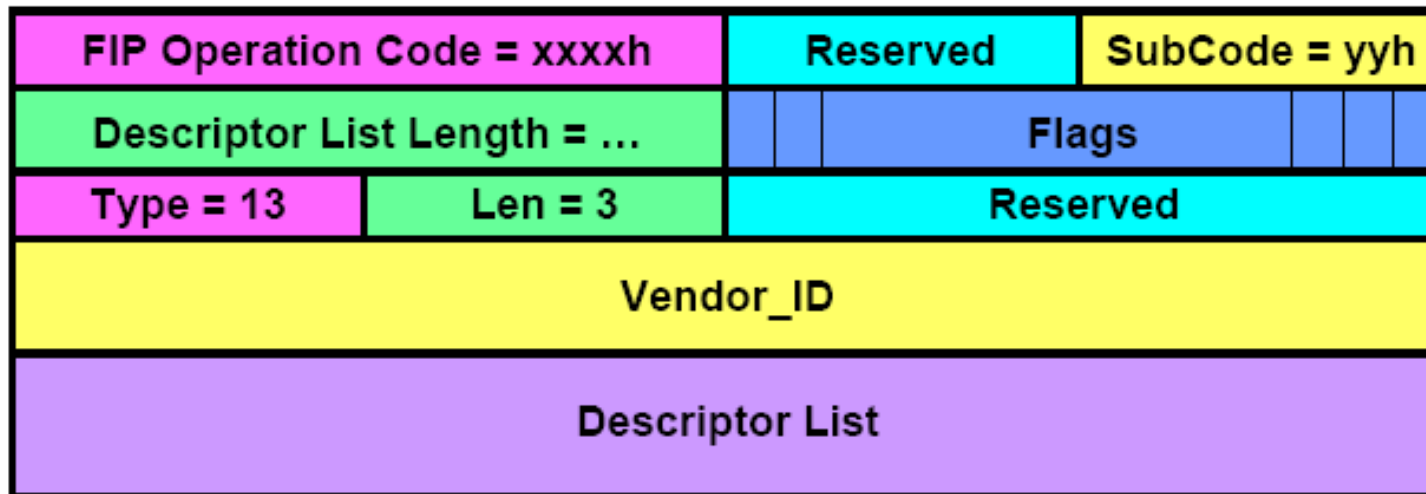 FIP Operation Code = xxxxh Reserved SubCode = yyh
Descriptor List Length = ... Flags
Type = 13 Len = 3 Reserved
Vendor_ID
Descriptor List